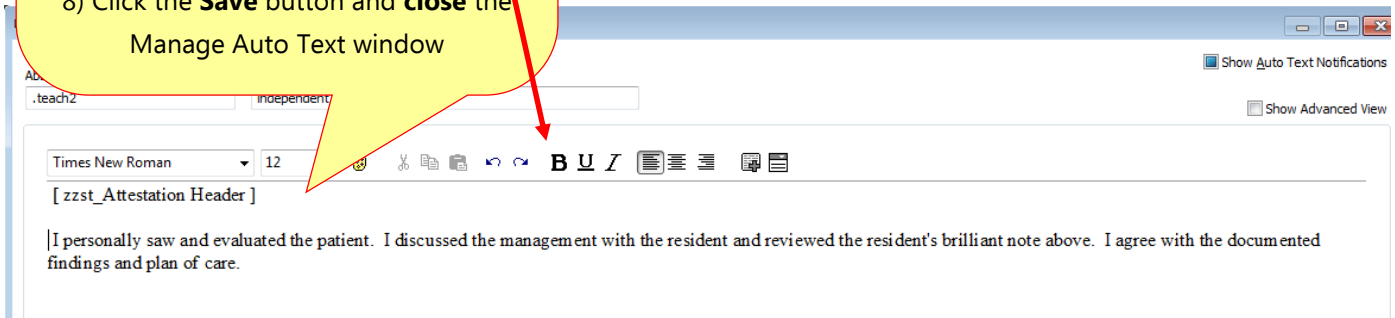 8) Click the Save button and close the
Manage Auto Text window
Show Auto Text Notifications
.teach2
Show Advanced View
Times New Roman 12
B U I
[ zzst_Attestation Header ]
I personally saw and evaluated the patient.  I discussed the management with the resident and reviewed the resident's brilliant note above.  I agree with the documented
findings and plan of care.